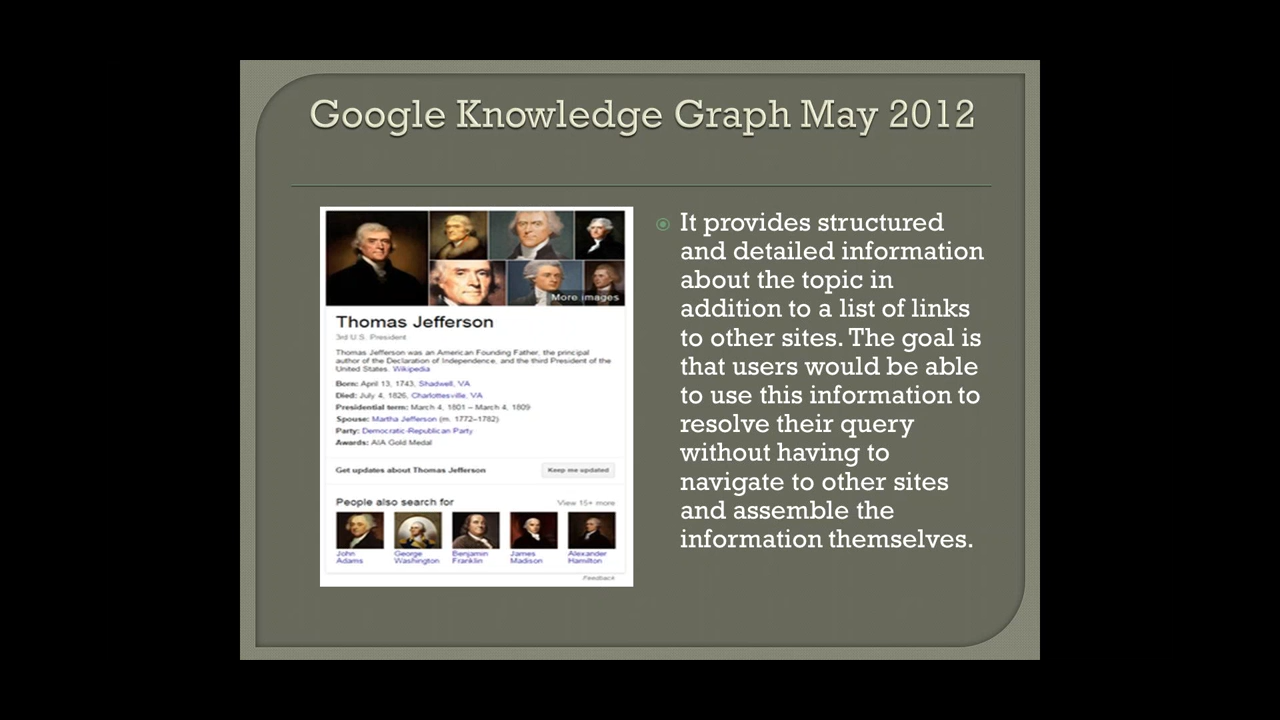 Google Knowledge Graph May 2012
More images
Thomas Jefferson
3rd U.S. President
Thomas Jefferson was an American Founding Father, the principal
author of the Declaration of Independence, and the third President of the
United States. Wikipedia
Born: April 13, 1743, Shadwell, VA
Died: July 4, 1826, Charlottesville, VA
Presidential term: March 4, 1801 – March 4, 1809
Spouse: Martha Jefferson (m. 1772–1782)
Party: Democratic-Republican Party
Awards: AIA Gold Medal
Get updates about Thomas Jefferson Keep me updated
People also search for View 15+ more
John George Benjamin James Alexander
Adams Washington Franklin Madison Hamilton
Feedback
It provides structured
and detailed information
about the topic in
addition to a list of links
to other sites. The goal is
that users would be able
to use this information to
resolve their query
without having to
navigate to other sites
and assemble the
information themselves.